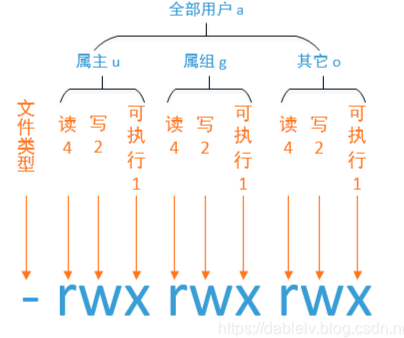 全部用户 a
属主 u 属组 g 其它 o
文件类型 读4 写2 可执行1 读4 写2 可执行1 读4 写2 可执行1
- rwx rwx rwx
https://dablelv.blog.csdn.n